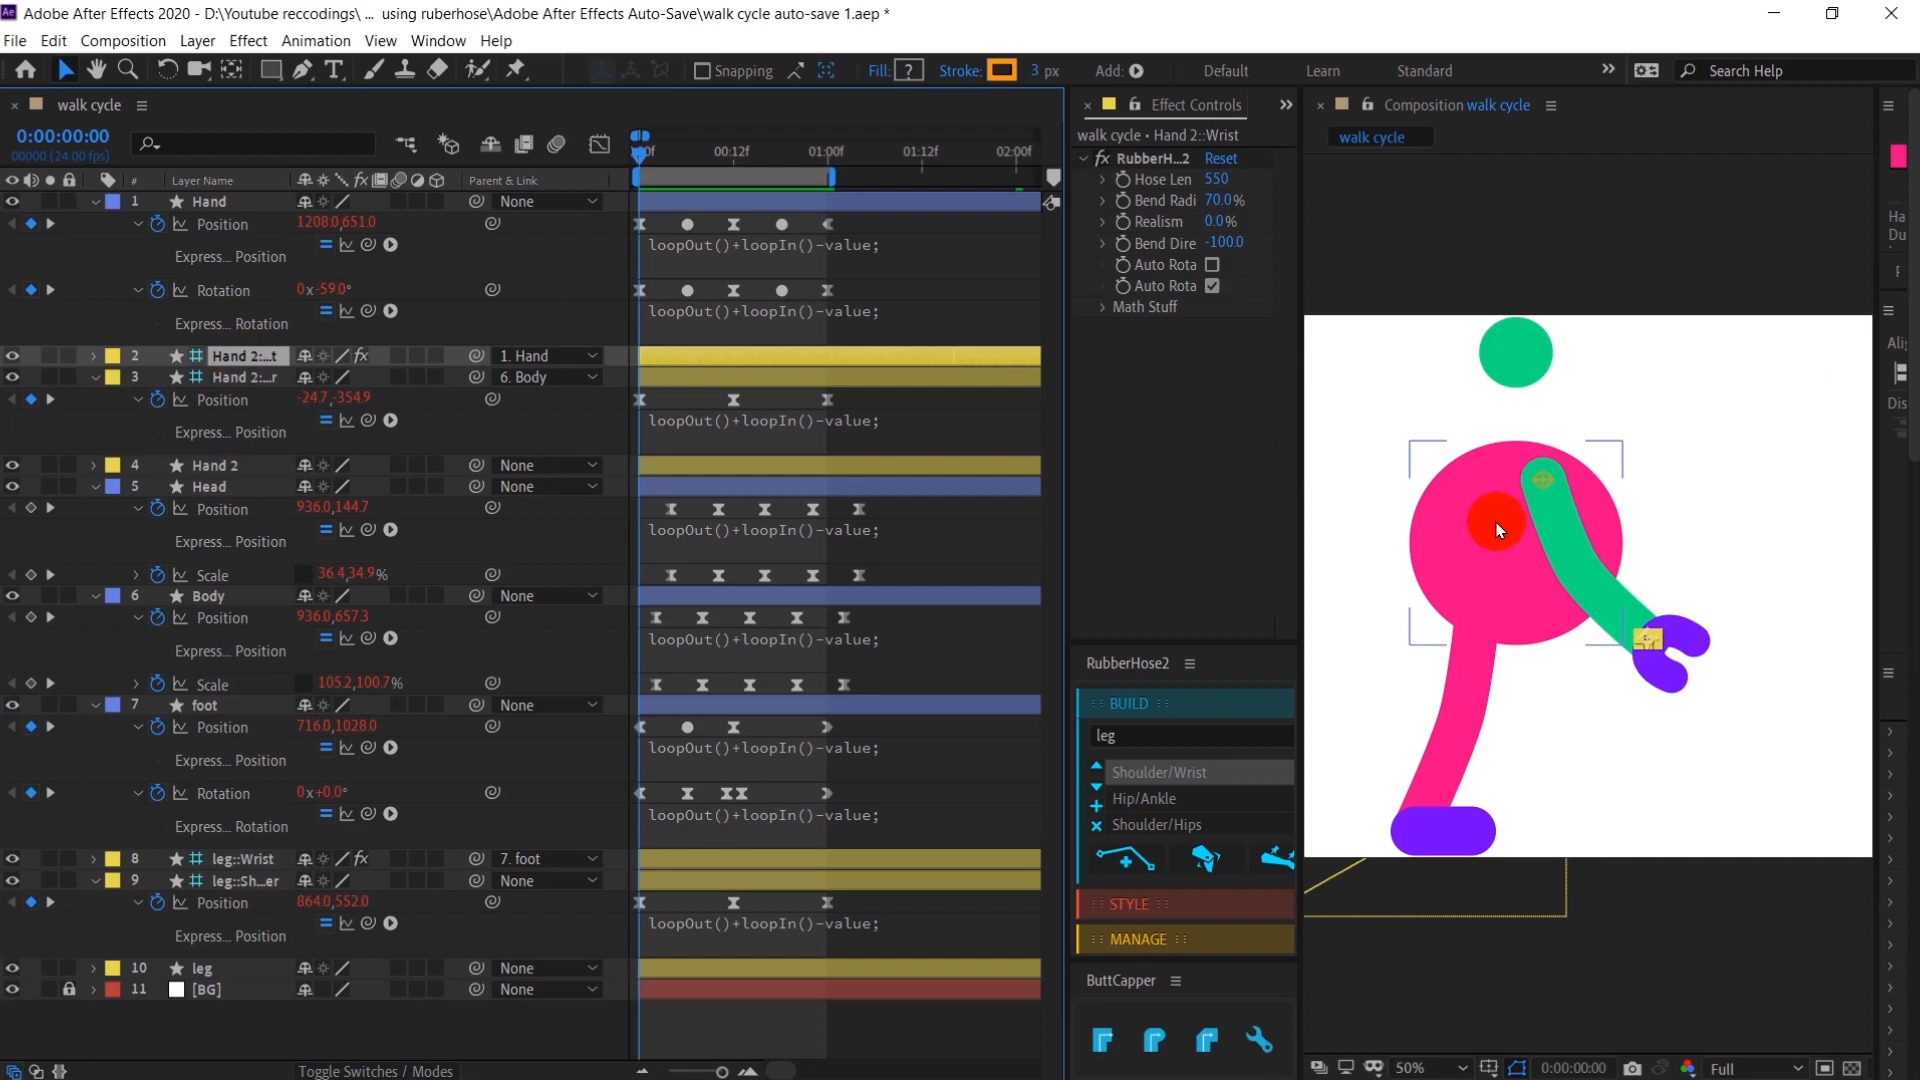 Adobe After Effects 2020 - D:\Youtube reccodings\ ... using ruberhose\Adobe After Effects Auto-Save\walk cycle auto-save 1.aep *
File Edit Composition Layer Effect Animation View Window Help
Snapping Fill: ? Stroke: 3 px Add: Default Learn Standard Search Help
walk cycle
Effect Controls
Composition walk cycle
0:00:00:00
00000 (24.00 fps)
00:12f 01:00f 01:12f 02:00f
walk cycle • Hand 2::Wrist
walk cycle
fx RubberH...2 Reset
# Layer Name fx Parent & Link
Hose Len 550
1 Hand None
Bend Radi 70.0%
Position 1208.0,651.0
Realism 0.0%
loopOut()+loopIn()-value;
Bend Dire -100.0
Express... Position
Auto Rota
Rotation 0x-59.0°
Auto Rota
loopOut()+loopIn()-value;
Math Stuff
Express... Rotation
2 Hand 2:...t fx 1. Hand
3 Hand 2:...r 6. Body
Position -24.7,-354.9
loopOut()+loopIn()-value;
Express... Position
4 Hand 2 None
5 Head None
Position 936.0,144.7
loopOut()+loopIn()-value;
Express... Position
Scale 36.4,34.9%
6 Body None
Position 936.0,657.3
loopOut()+loopIn()-value;
Express... Position
Scale 105.2,100.7%
7 foot None
Position 716.0,1028.0
loopOut()+loopIn()-value;
Express... Position
Rotation 0x+0.0°
loopOut()+loopIn()-value;
Express... Rotation
8 leg::Wrist fx 7. foot
9 leg::Sh...er None
Position 864.0,552.0
loopOut()+loopIn()-value;
Express... Position
10 leg None
11 [BG] None
Toggle Switches / Modes
RubberHose2
BUILD
leg
Shoulder/Wrist
Hip/Ankle
Shoulder/Hips
STYLE
MANAGE
ButtCapper
Ha
Du
Ali
Dis
50% 0:00:00:00 Full